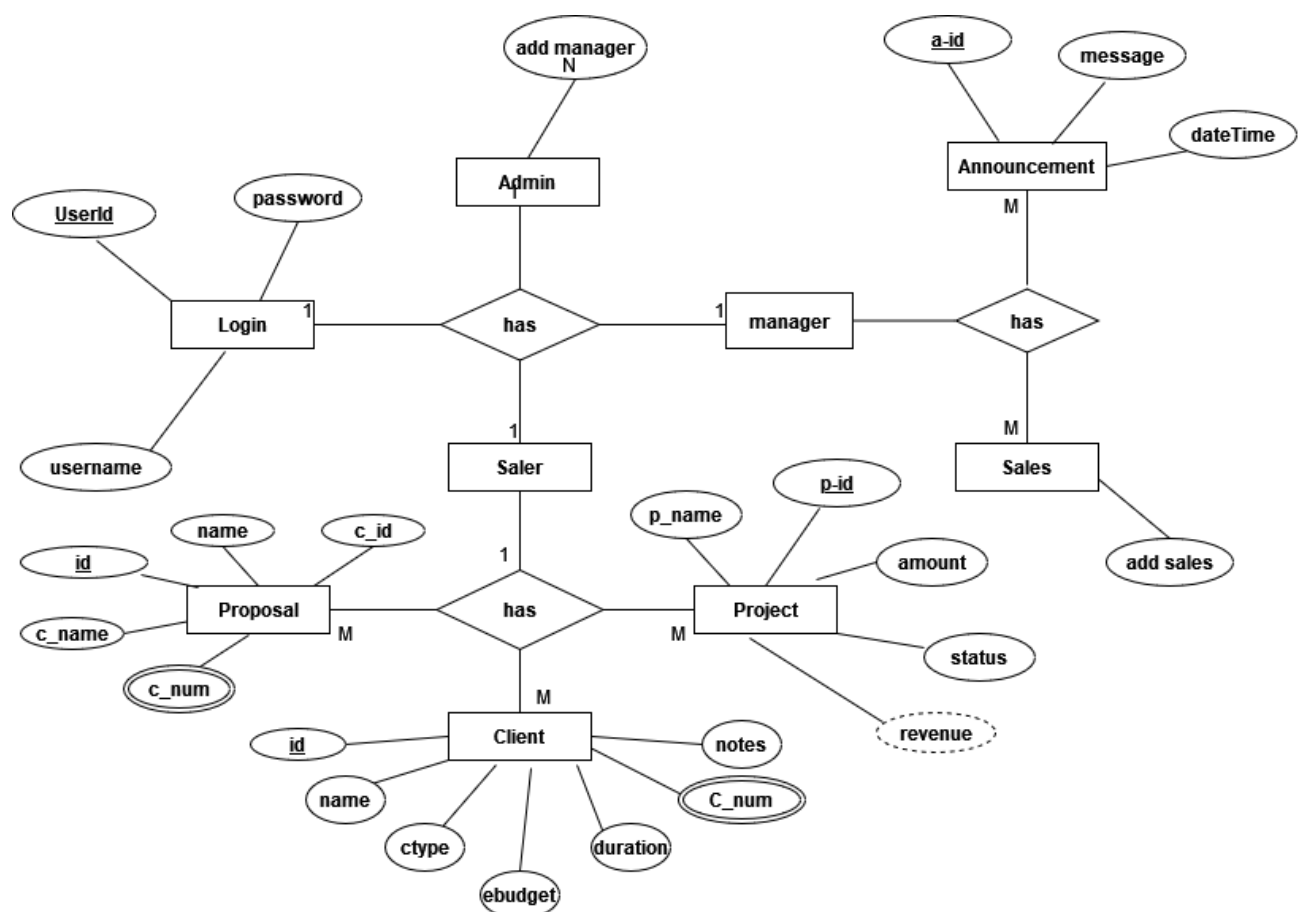 add manager
N
a-id
message
dateTime
Announcement
M
Admin
1
UserId
password
Login
1
has
1
manager
has
username
1
Saler
M
Sales
add sales
p-id
p_name
amount
name
c_id
id
Proposal
M
1
has
M
Project
c_name
c_num
status
revenue
M
Client
id
name
ctype
ebudget
duration
C_num
notes